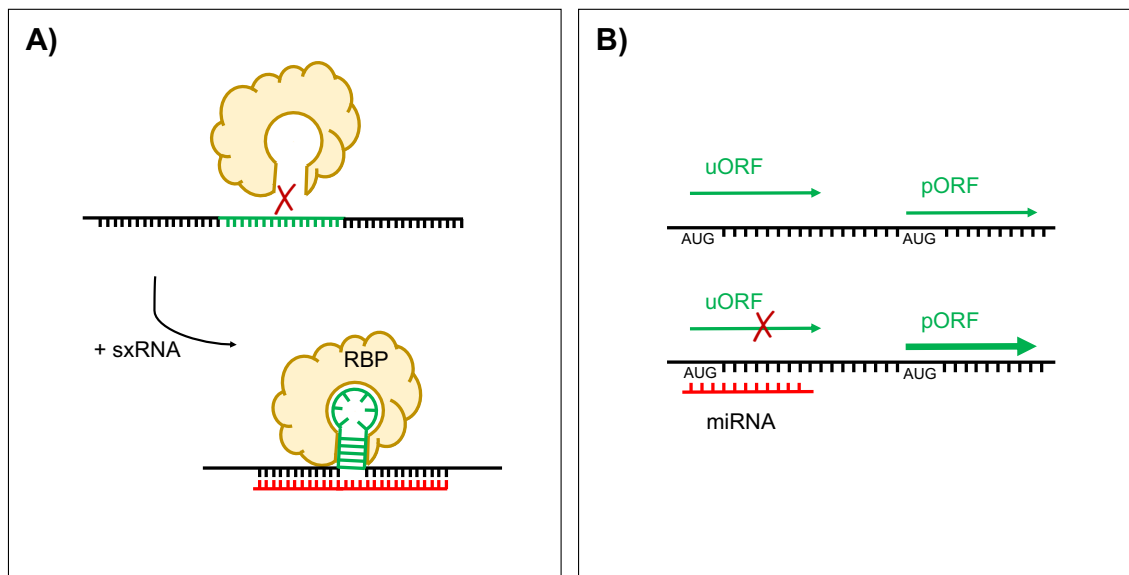 A)
+ sxRNA
RBP
B)
uORF
pORF
AUG
AUG
uORF
pORF
AUG
AUG
miRNA